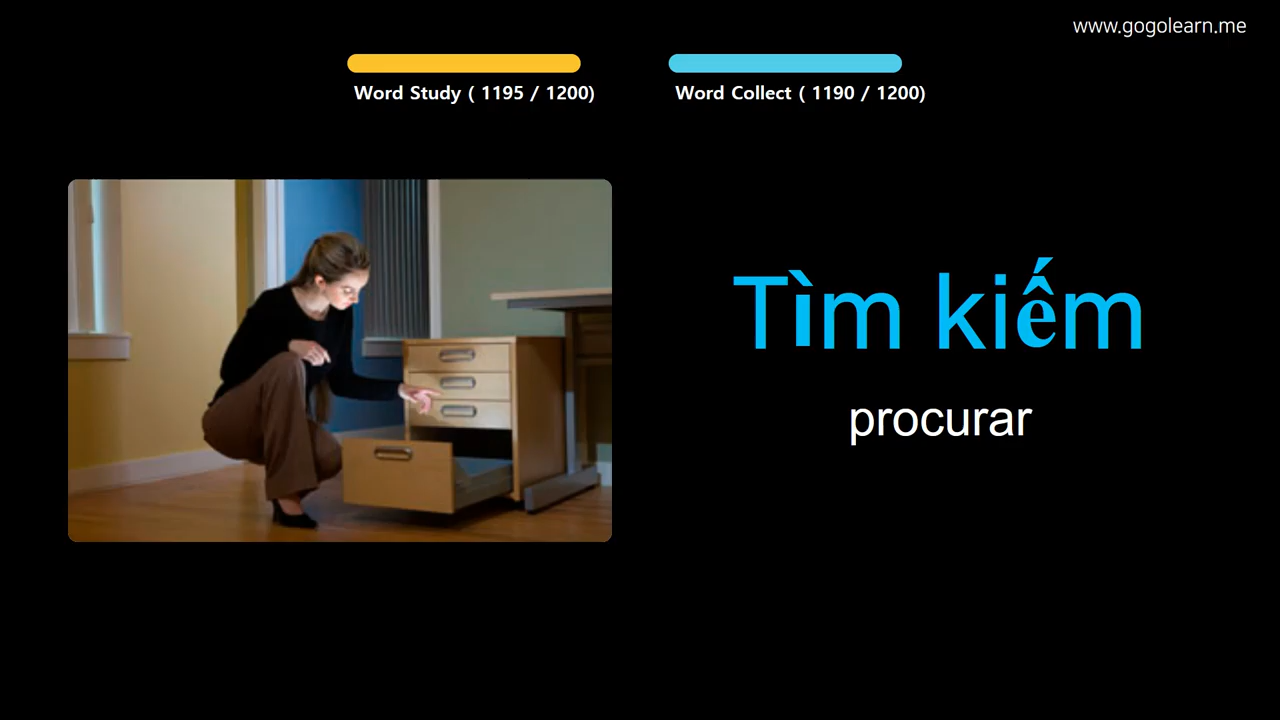 www.gogolearn.me
Word Study ( 1195 / 1200)
Word Collect ( 1190 / 1200)
Tìm kiếm
procurar